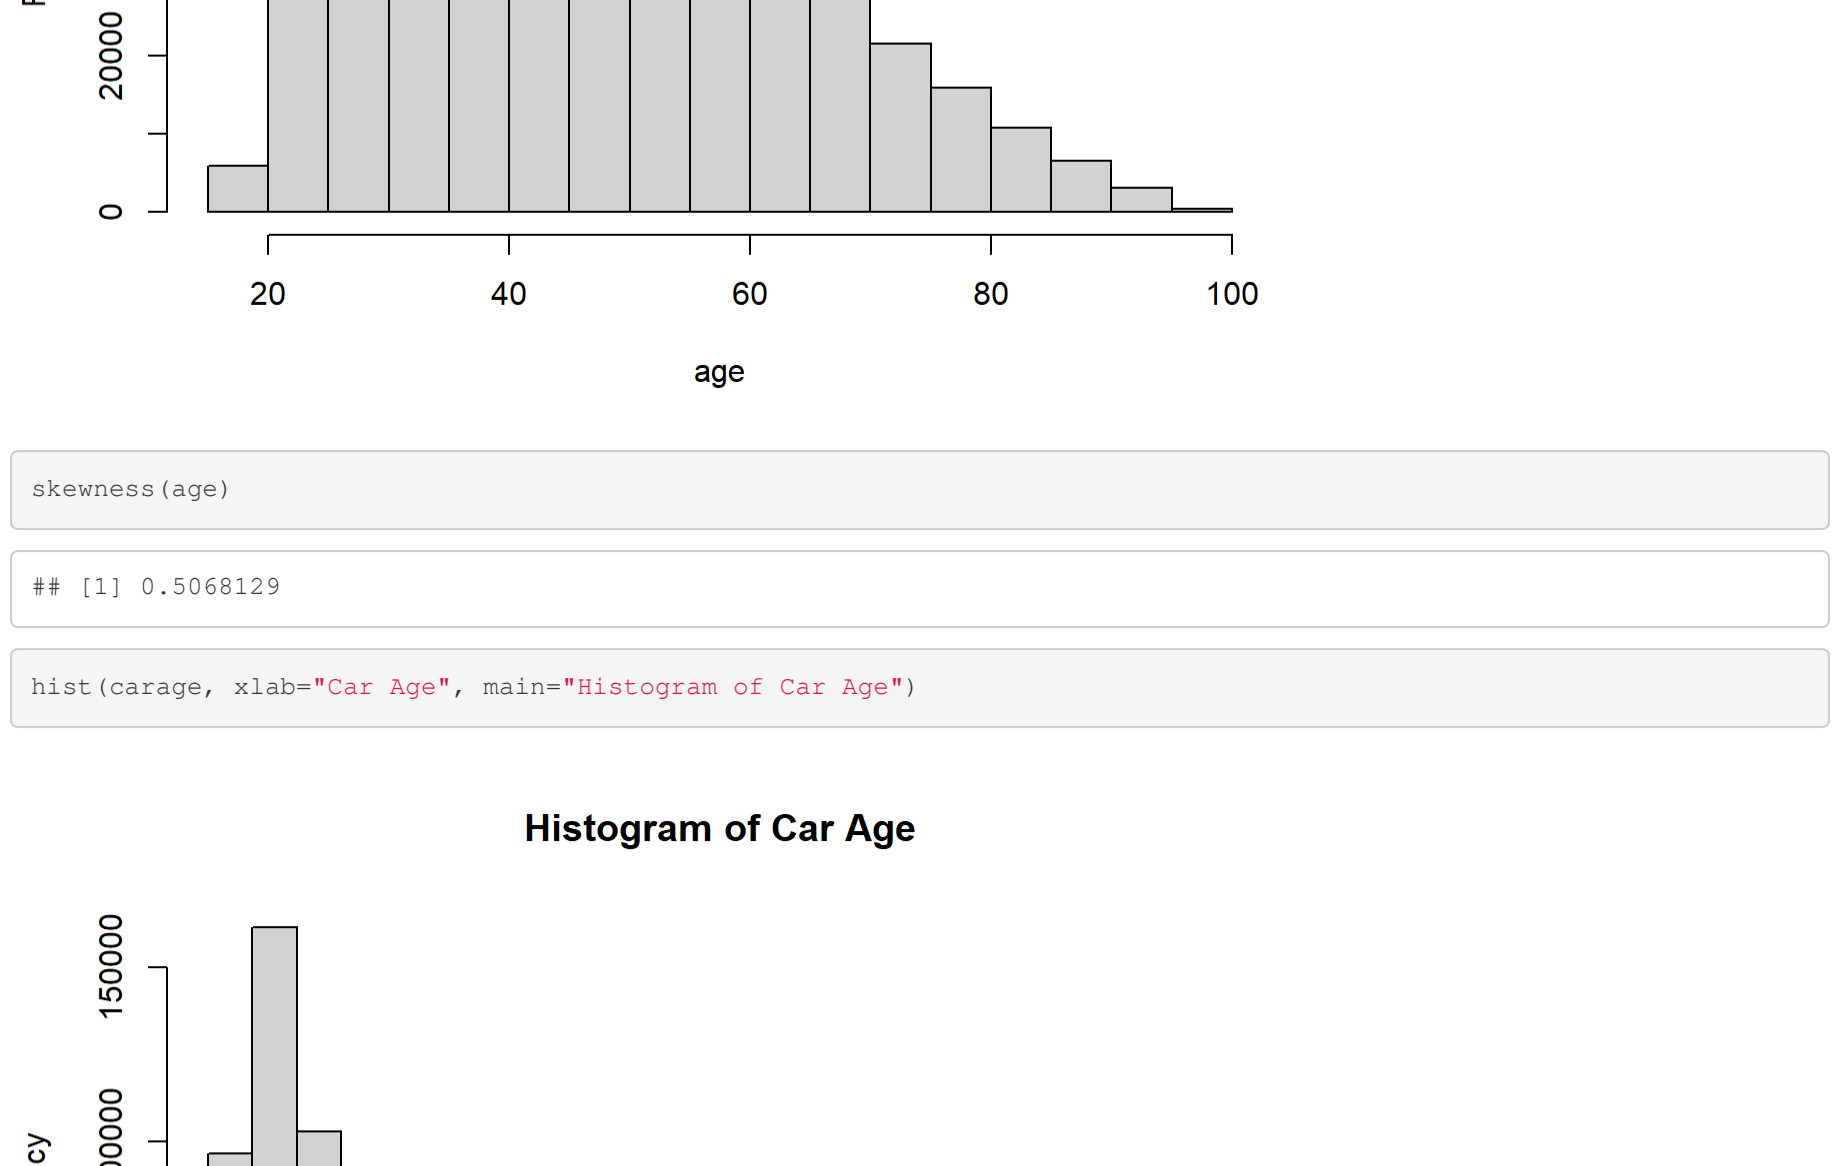 20000
0
20 40 60 80 100
age
skewness(age)
## [1] 0.5068129
hist(carage, xlab="Car Age", main="Histogram of Car Age")
Histogram of Car Age
150000